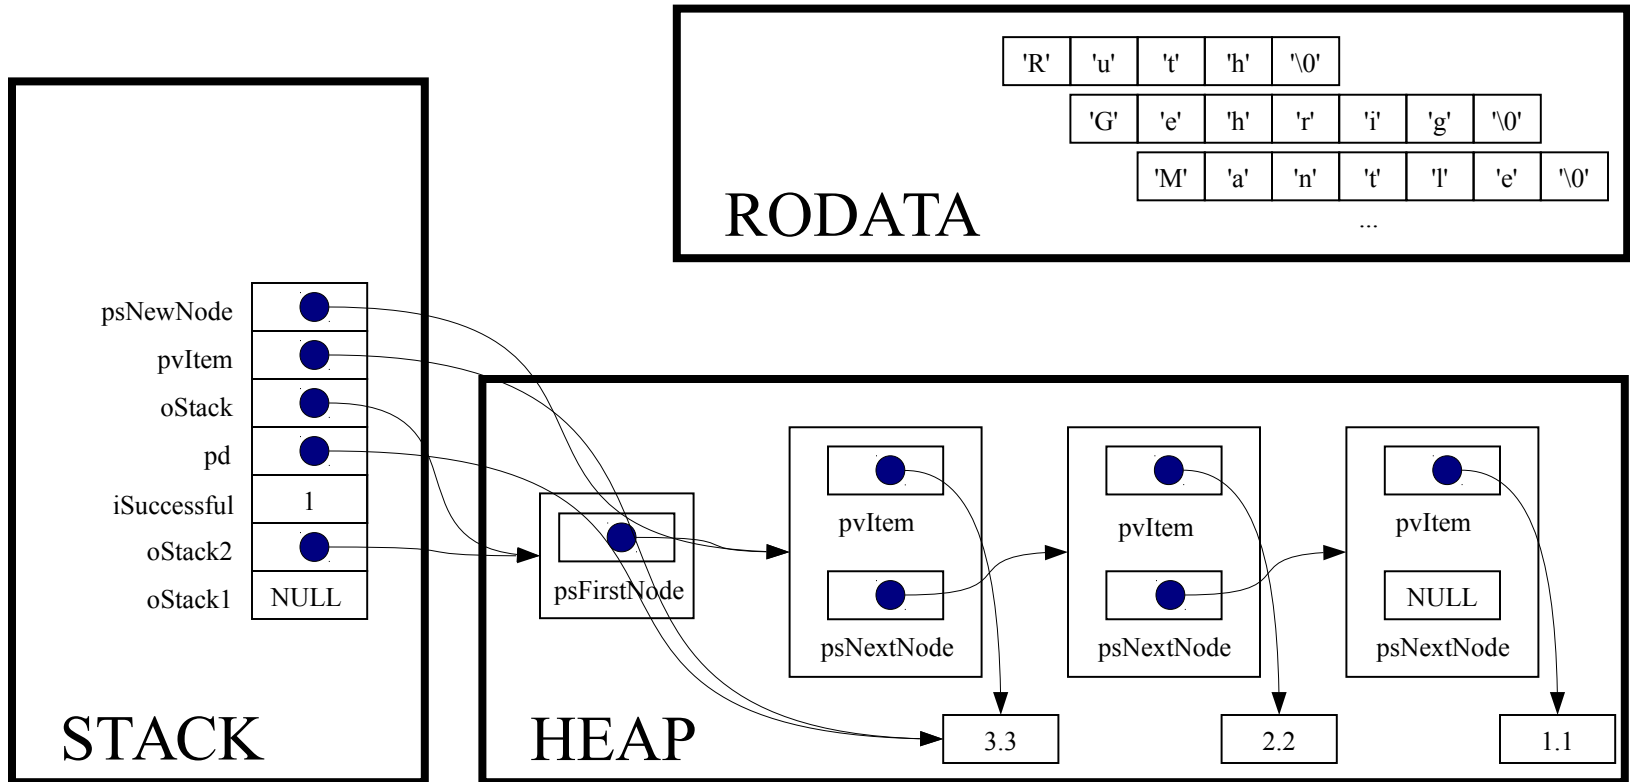 'R' 'u' 't' 'h' '\0'
'G' 'e' 'h' 'r' 'i' 'g' '\0'
'M' 'a' 'n' 't' 'l' 'e' '\0'
...
RODATA
psNewNode
pvItem
oStack
pd
iSuccessful 1
oStack2
oStack1 NULL
STACK
psFirstNode
pvItem pvItem pvItem
NULL
psNextNode psNextNode psNextNode
3.3 2.2 1.1
HEAP